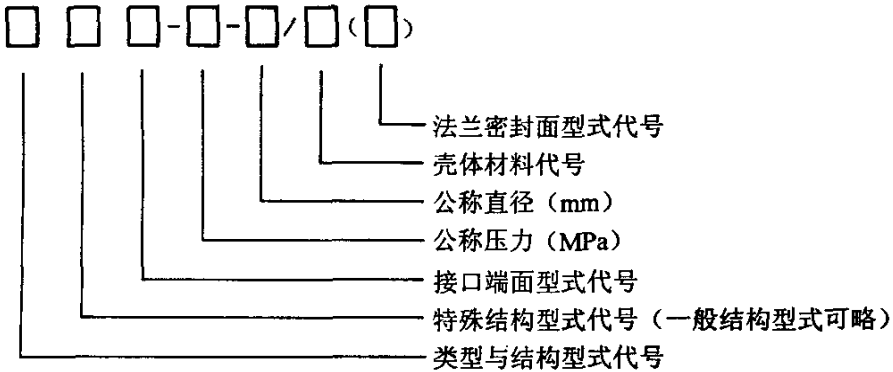 □ □ □-□-□/□(□)
法兰密封面型式代号
壳体材料代号
公称直径（mm）
公称压力（MPa）
接口端面型式代号
特殊结构型式代号（一般结构型式可略）
类型与结构型式代号